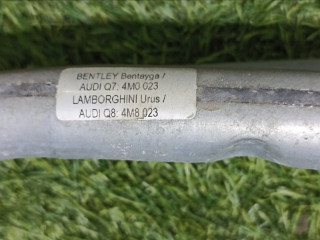 BENTLEY Bentayga /
AUDI Q7: 4M0 023
LAMBORGHINI Urus /
AUDI Q8: 4M8 023